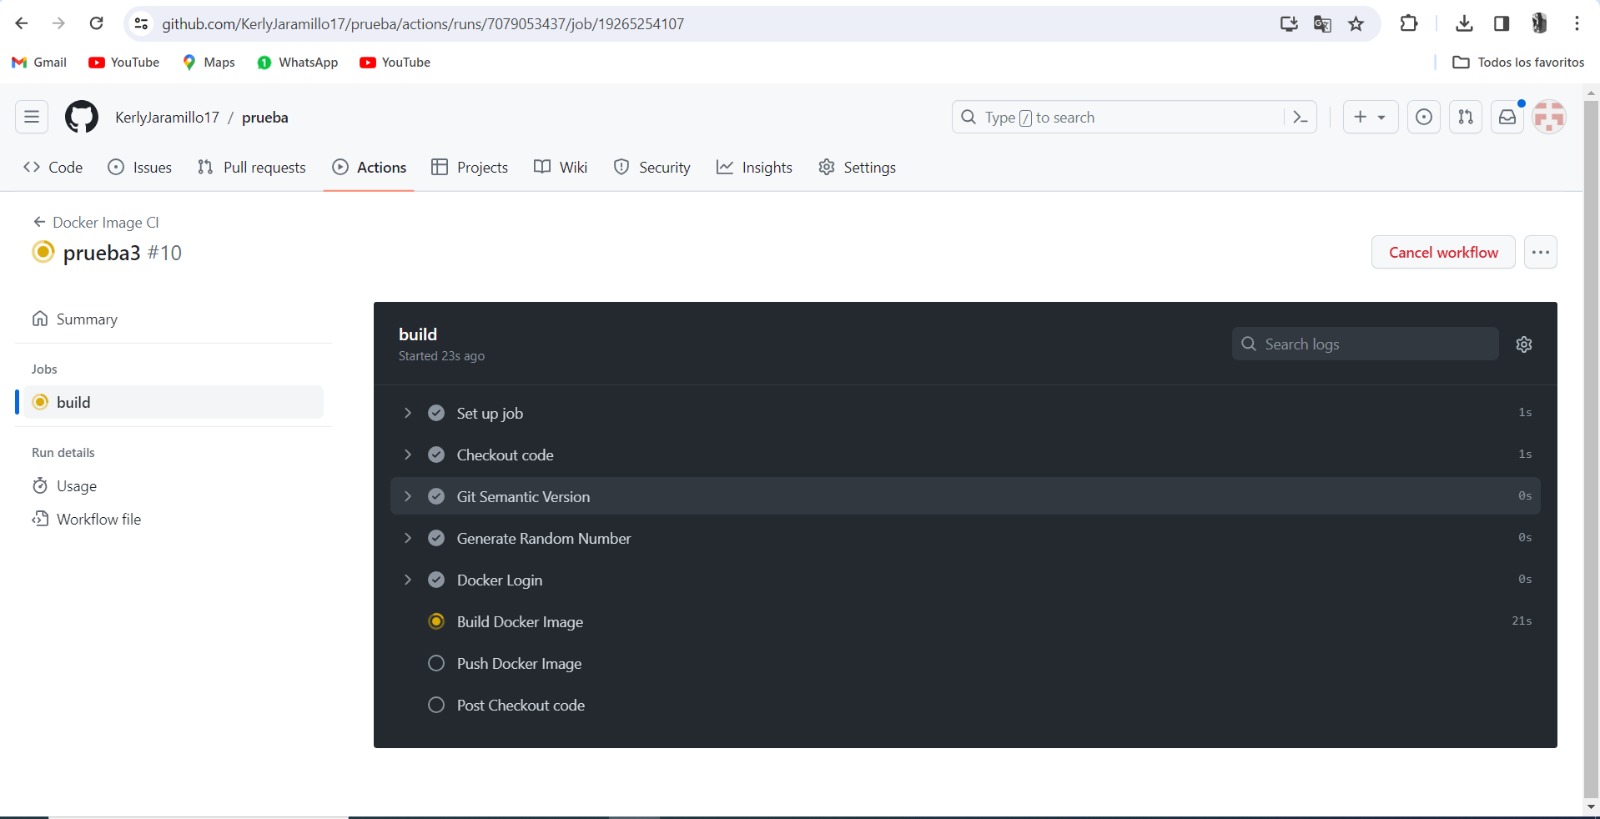 github.com/KerlyJaramillo17/prueba/actions/runs/7079053437/job/19265254107
Gmail YouTube Maps 1 WhatsApp YouTube Todos los favoritos
KerlyJaramillo17 / prueba Type / to search
Code Issues Pull requests Actions Projects Wiki Security Insights Settings
Docker Image CI
prueba3 #10 Cancel workflow
Summary
Jobs
build
Run details
Usage
Workflow file
build
Started 23s ago
Search logs
Set up job 1s
Checkout code 1s
Git Semantic Version 0s
Generate Random Number 0s
Docker Login 0s
Build Docker Image 21s
Push Docker Image
Post Checkout code